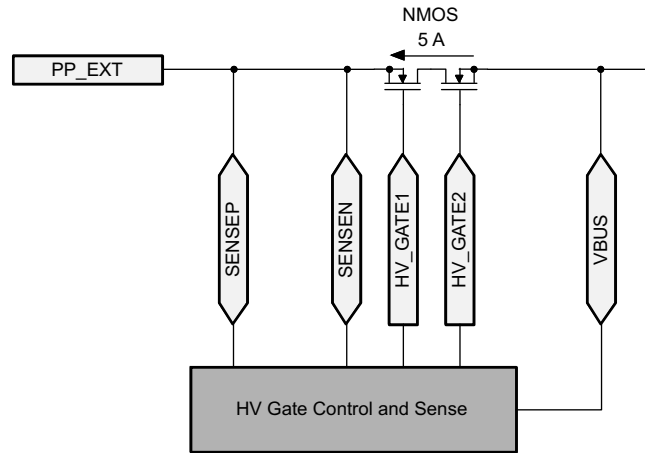 NMOS
5 A
PP_EXT
SENSEP
SENSEN
HV_GATE1
HV_GATE2
VBUS
HV Gate Control and Sense